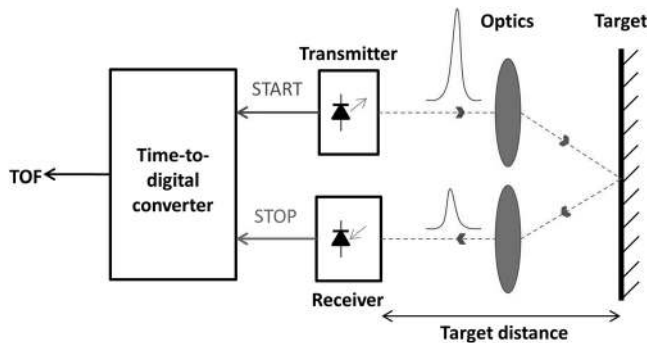 Optics
Target
Transmitter
START
Time-to-
digital
converter
TOF
STOP
Receiver
Target distance